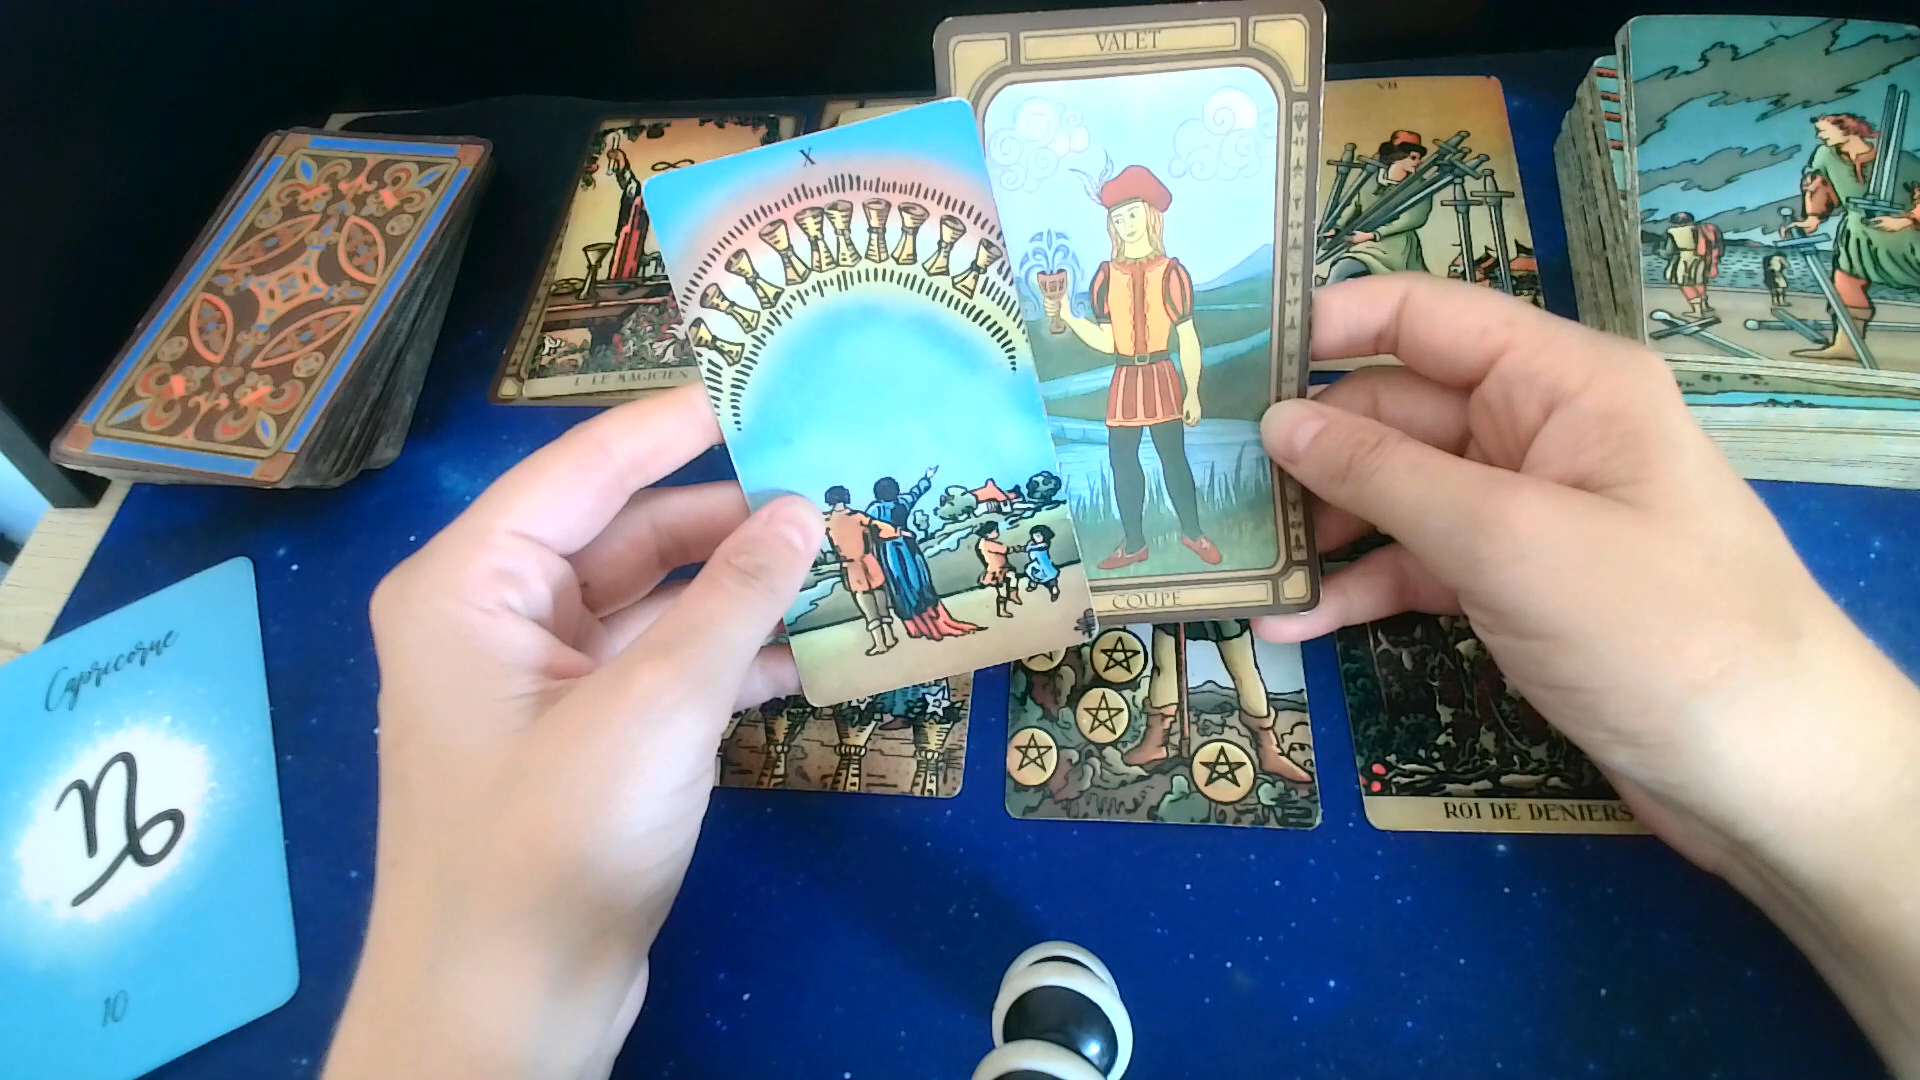 VALET
X
VII
I LE MAGICIEN
COUPE
Capricorne
ROI DE DENIERS
10